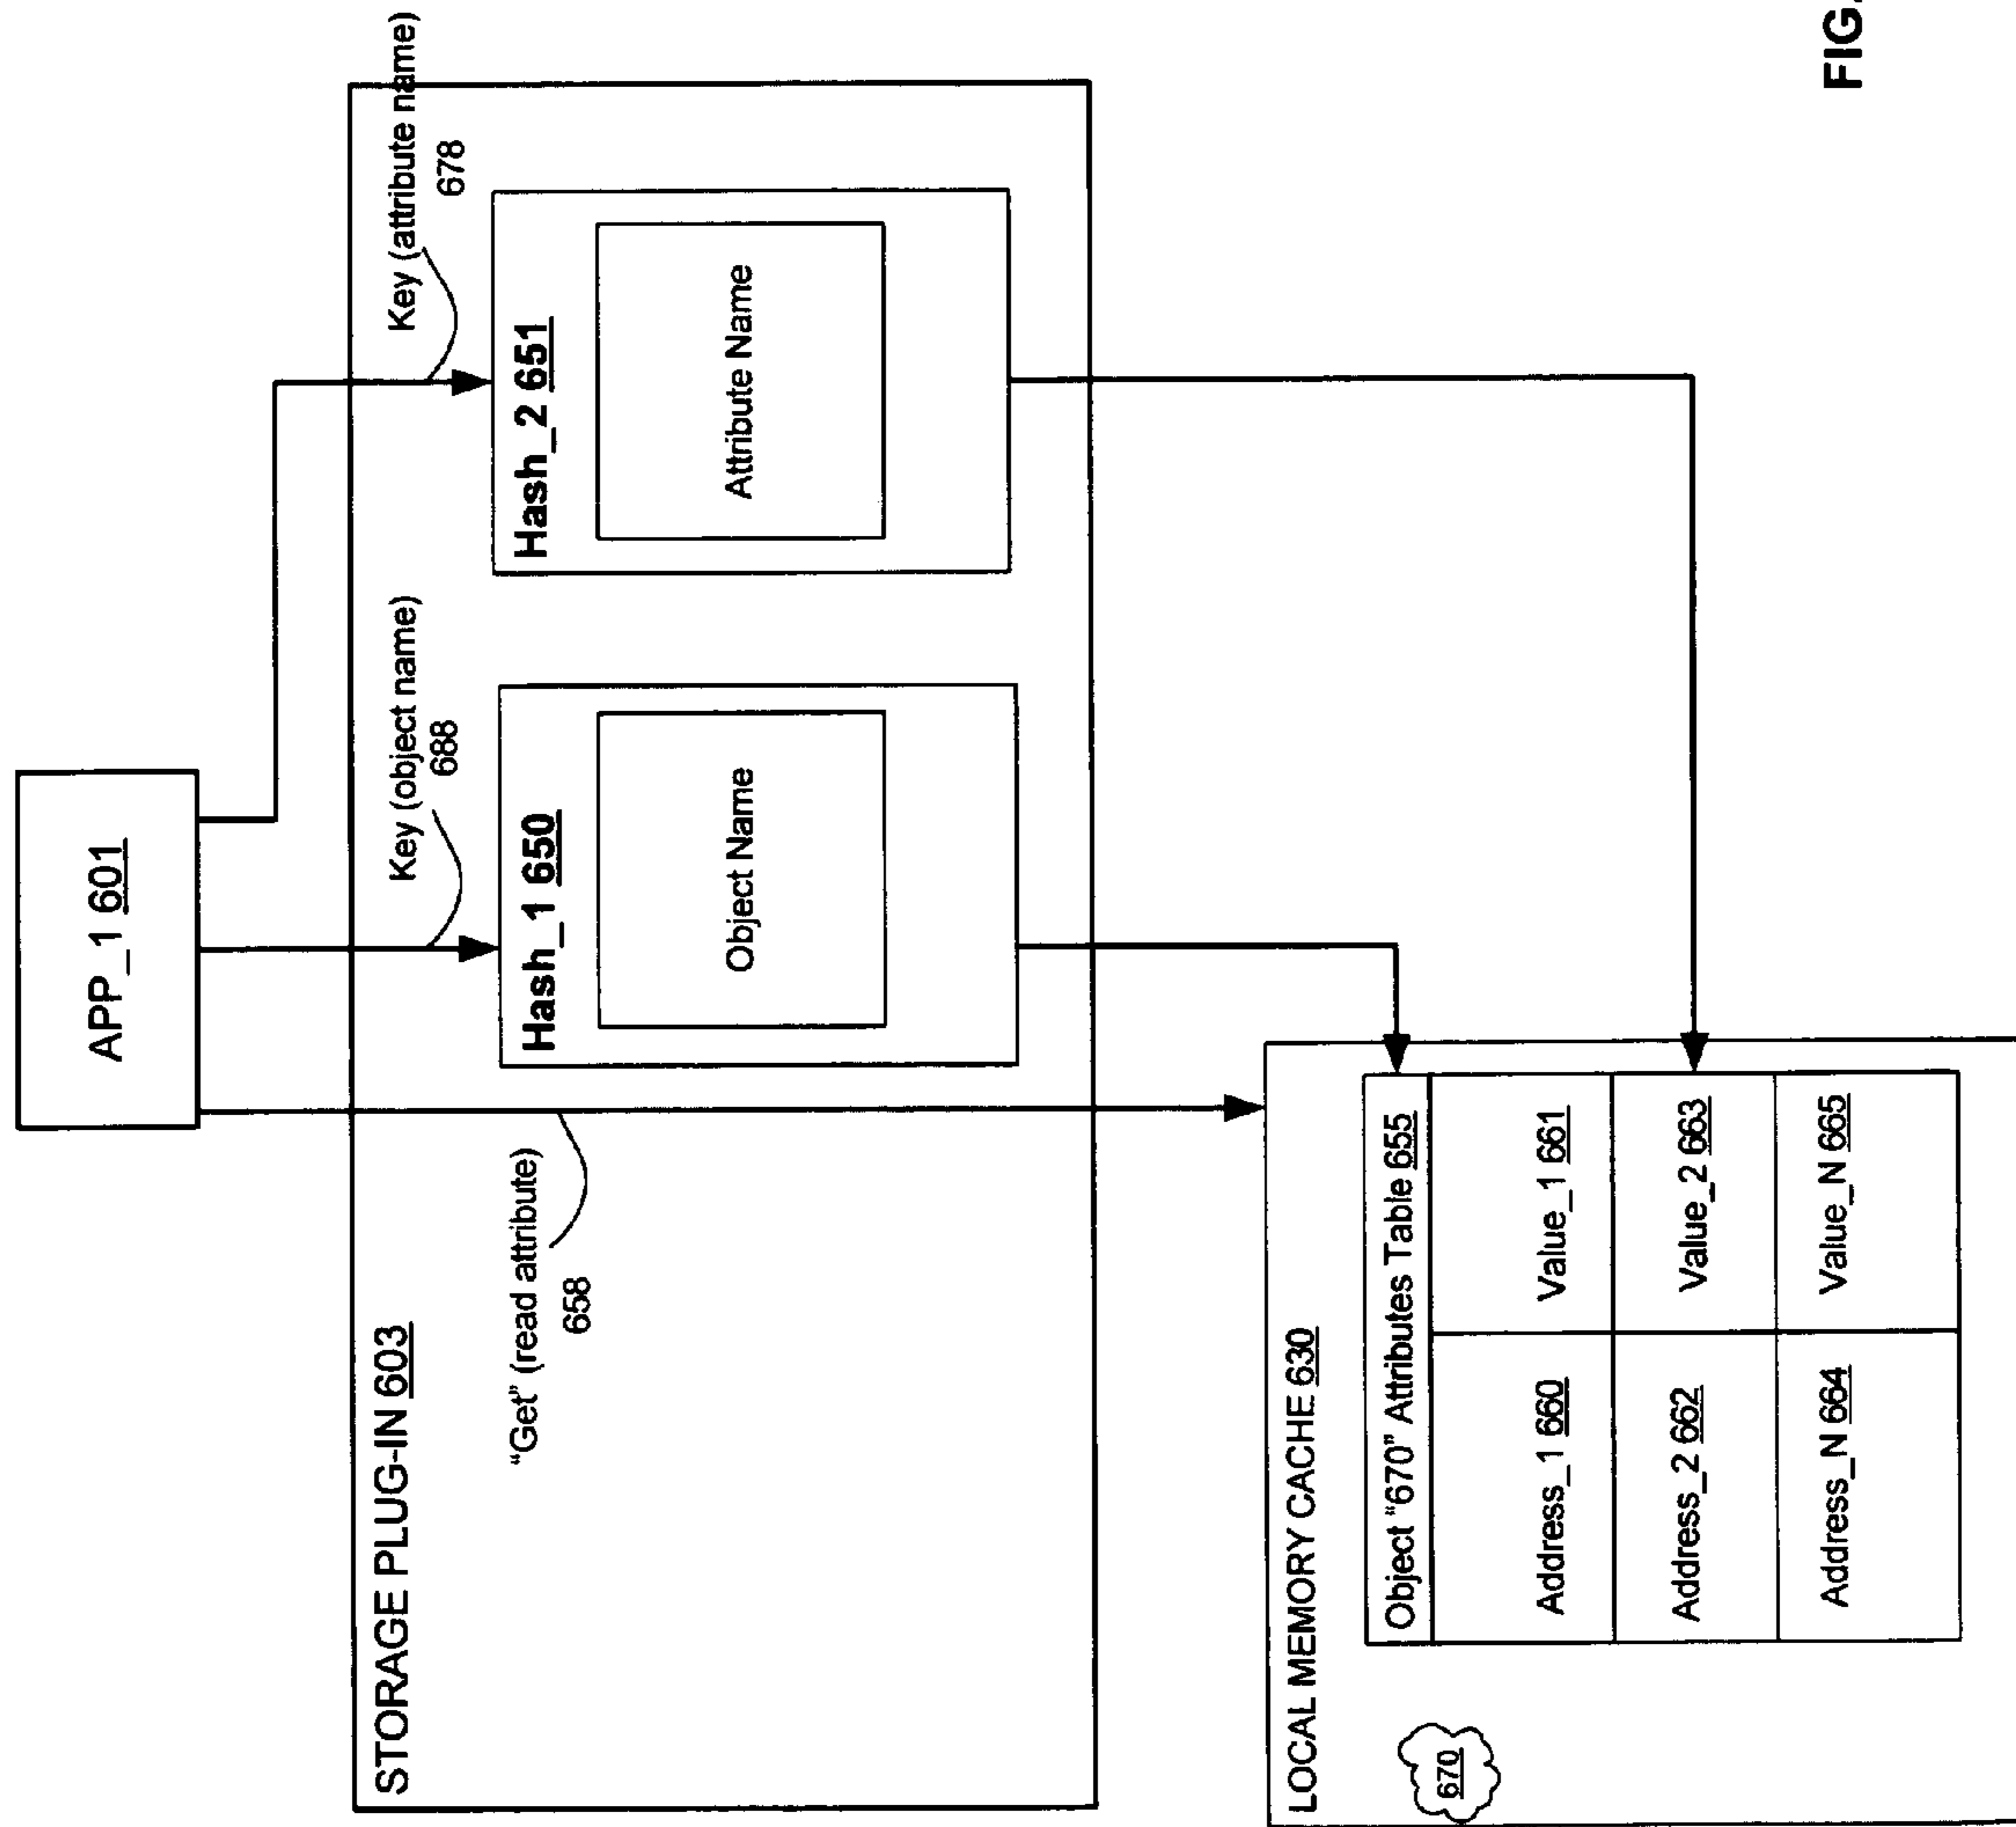 APP_1 601
Key (object name)
688
Key (attribute name)
678
STORAGE PLUG-IN 603
"Get" (read attribute)
658
Hash_1 650
Object Name
Hash_2 651
Attribute Name
LOCAL MEMORY CACHE 630
670
Object "670" Attributes Table 655
Address_1 660
Value_1 661
Address_2 662
Value_2 663
Address_N 664
Value_N 665
FIG.